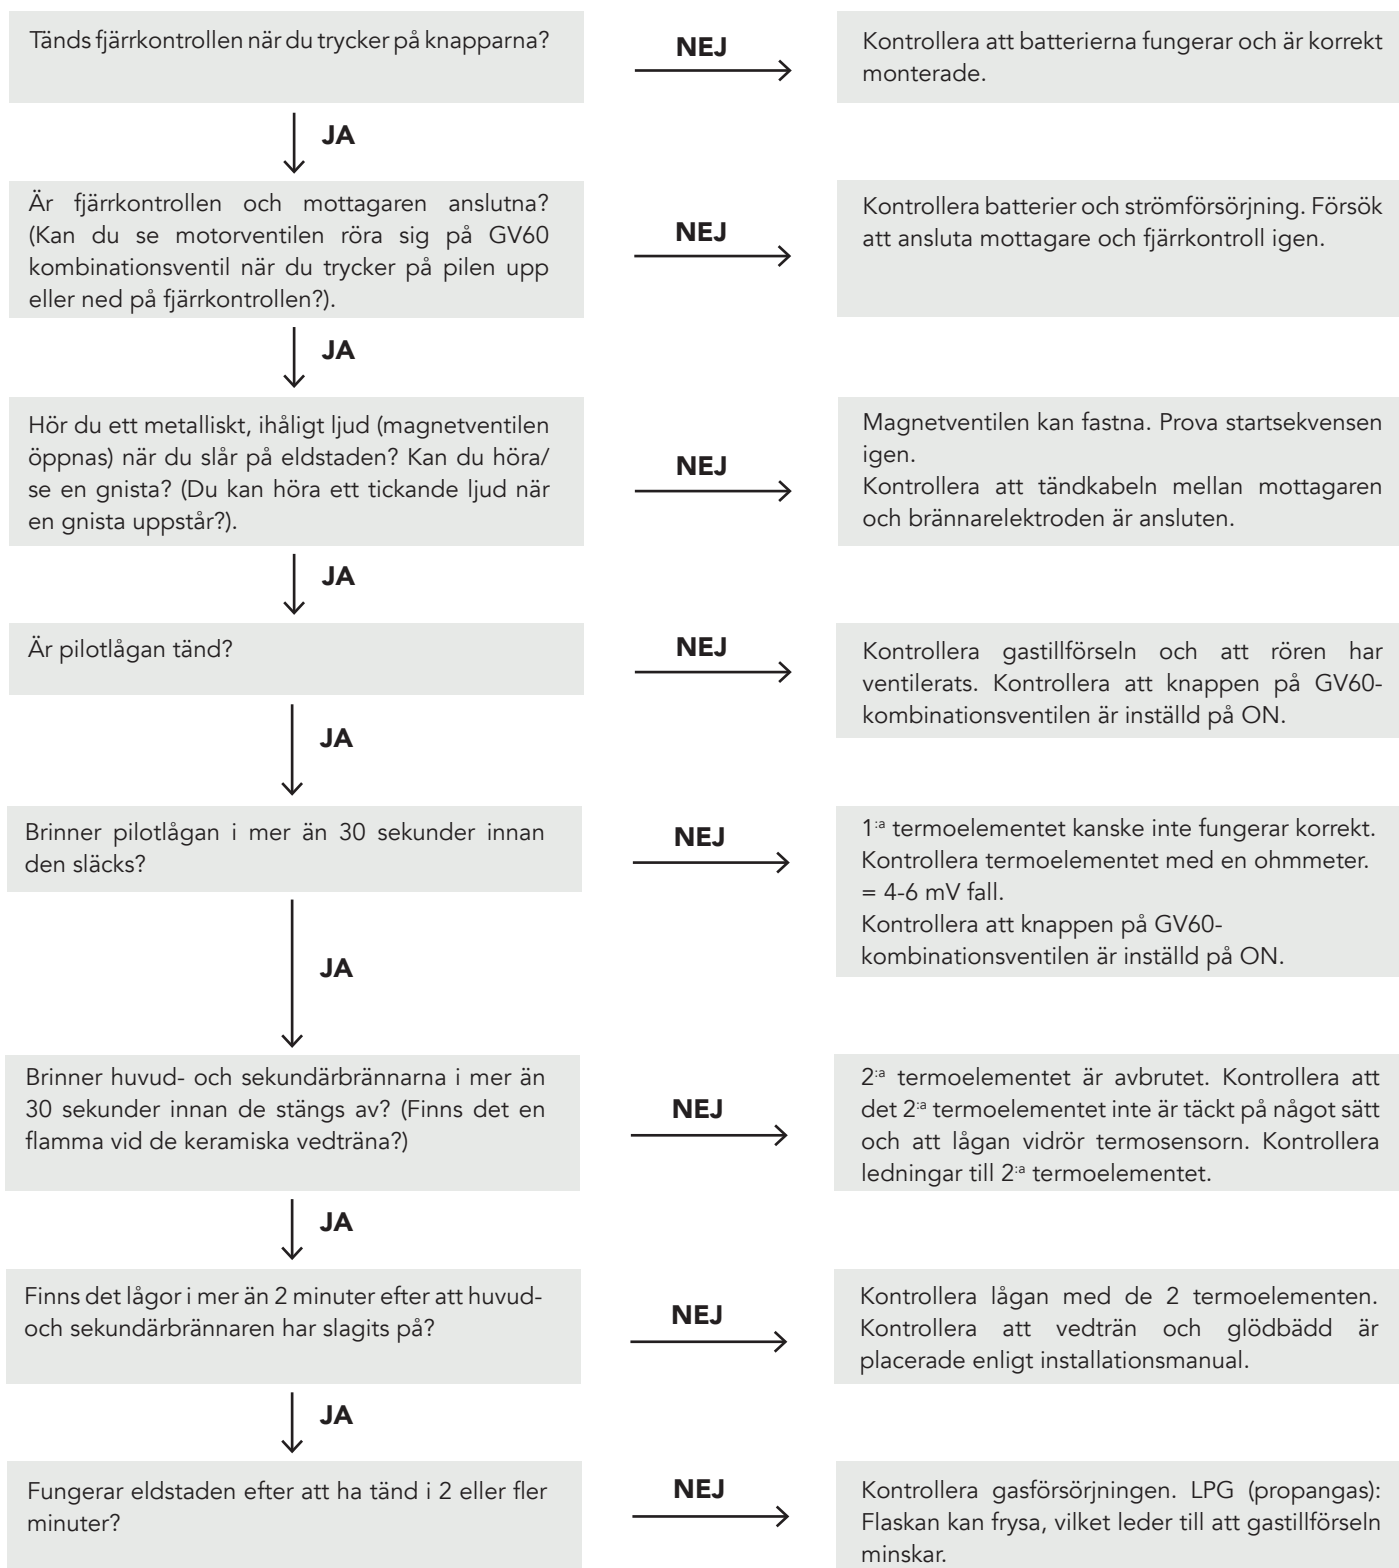 Tänds fjärrkontrollen när du trycker på knapparna?
NEJ
Kontrollera att batterierna fungerar och är korrekt
monterade.
JA
Är fjärrkontrollen och mottagaren anslutna?
(Kan du se motorventilen röra sig på GV60
kombinationsventil när du trycker på pilen upp
eller ned på fjärrkontrollen?).
NEJ
Kontrollera batterier och strömförsörjning. Försök
att ansluta mottagare och fjärrkontroll igen.
JA
Hör du ett metalliskt, ihåligt ljud (magnetventilen
öppnas) när du slår på eldstaden? Kan du höra/
se en gnista? (Du kan höra ett tickande ljud när
en gnista uppstår?).
NEJ
Magnetventilen kan fastna. Prova startsekvensen
igen.
Kontrollera att tändkabeln mellan mottagaren
och brännarelektroden är ansluten.
JA
Är pilotlågan tänd?
NEJ
Kontrollera gastillförseln och att rören har
ventilerats. Kontrollera att knappen på GV60-
kombinationsventilen är inställd på ON.
JA
Brinner pilotlågan i mer än 30 sekunder innan
den släcks?
NEJ
1:a termoelementet kanske inte fungerar korrekt.
Kontrollera termoelementet med en ohmmeter.
= 4-6 mV fall.
Kontrollera att knappen på GV60-
kombinationsventilen är inställd på ON.
JA
Brinner huvud- och sekundärbrännarna i mer än
30 sekunder innan de stängs av? (Finns det en
flamma vid de keramiska vedträna?)
NEJ
2:a termoelementet är avbrutet. Kontrollera att
det 2:a termoelementet inte är täckt på något sätt
och att lågan vidrör termosensorn. Kontrollera
ledningar till 2:a termoelementet.
JA
Finns det lågor i mer än 2 minuter efter att huvud-
och sekundärbrännaren har slagits på?
NEJ
Kontrollera lågan med de 2 termoelementen.
Kontrollera att vedträn och glödbädd är
placerade enligt installationsmanual.
JA
Fungerar eldstaden efter att ha tänd i 2 eller fler
minuter?
NEJ
Kontrollera gasförsörjningen. LPG (propangas):
Flaskan kan frysa, vilket leder till att gastillförseln
minskar.